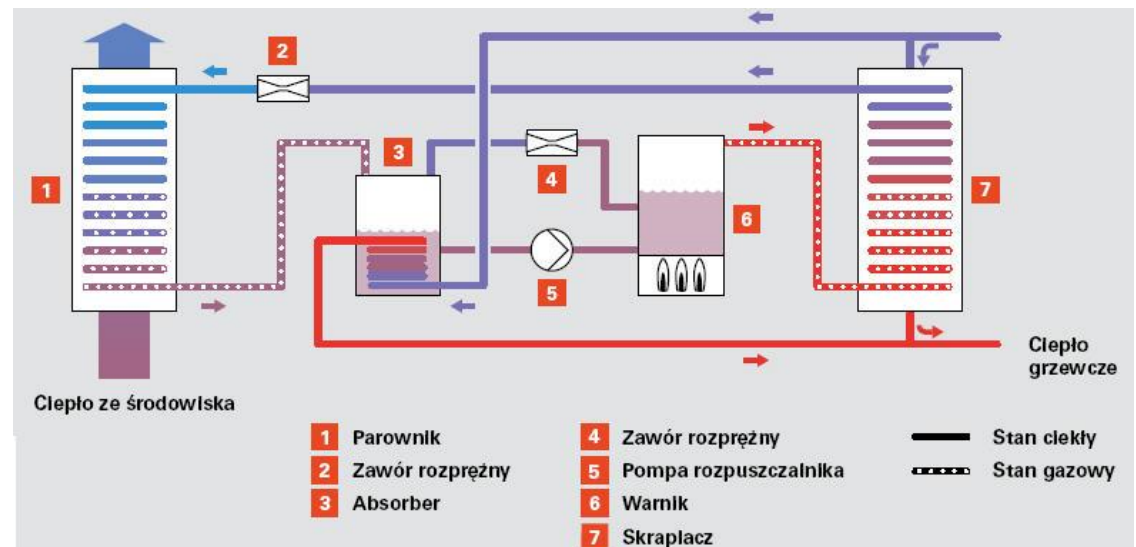 2
3
1
4
6
7
5
Ciepło grzewcze
Ciepło ze środowiska
1 Parownik
2 Zawór rozprężny
3 Absorber
4 Zawór rozprężny
5 Pompa rozpuszczalnika
6 Warnik
7 Skraplacz
Stan ciekły
Stan gazowy